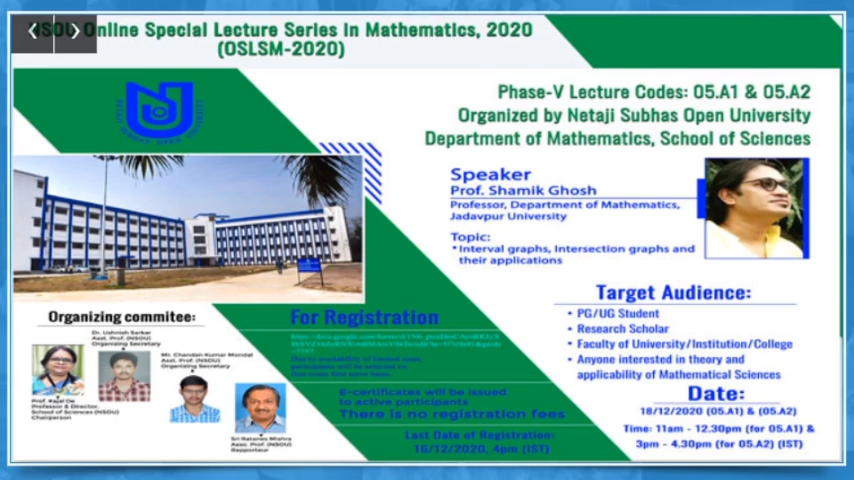 NSOU Online Special Lecture Series in Mathematics, 2020
(OSLSM-2020)
Phase-V Lecture Codes: 05.A1 & 05.A2
Organized by Netaji Subhas Open University
Department of Mathematics, School of Sciences
Speaker
Prof. Shamik Ghosh
Professor, Department of Mathematics,
Jadavpur University
Topic:
• Interval graphs, Intersection graphs and
their applications
Organizing commitee:
Dr. Ushnish Sarkar
Asst. Prof. (NSOU)
Organizing Secretary
Mr. Chandan Kumar Mondal
Asst. Prof. (NSOU)
Organizing Secretary
Prof. Kajal De
Professor & Director,
School of Sciences (NSOU)
Chairperson
Sri Ratanes Mishra
Asso. Prof. (NSOU)
Rapporteur
For Registration
E-certificates will be issued
to active participants
There is no registration fees
Last Date of Registration:
16/12/2020, 4pm (IST)
Target Audience:
• PG/UG Student
• Research Scholar
• Faculty of University/Institution/College
• Anyone interested in theory and
applicability of Mathematical Sciences
Date:
18/12/2020 (05.A1) & (05.A2)
Time: 11am - 12.30pm (for 05.A1) &
3pm - 4.30pm (for 05.A2) (IST)